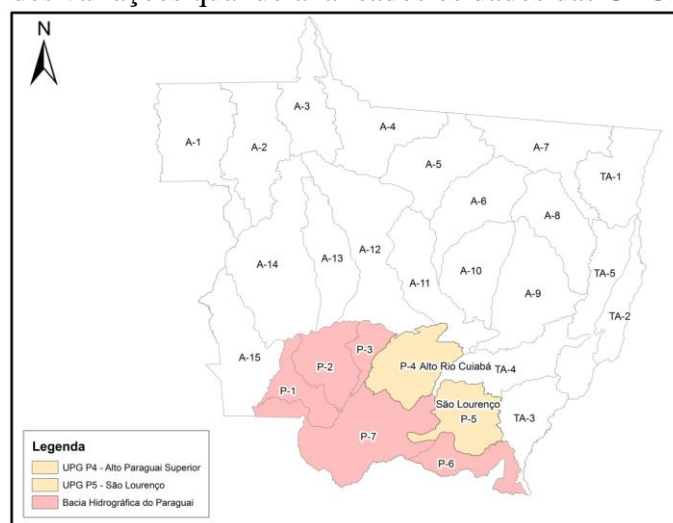 N
A-3
A-1
A-2
A-4
A-7
A-5
TA-1
A-6
A-8
A-12
A-14
A-13
A-11
A-10
A-9
TA-5
TA-2
P-3
A-15
P-2
P-4 Alto Rio Cuiabá
TA-4
P-1
São Lourenço
P-5
TA-3
P-7
P-6
Legenda
UPG P4 - Alto Paraguai Superior
UPG P5 - São Lourenço
Bacia Hidrográfica do Paraguai